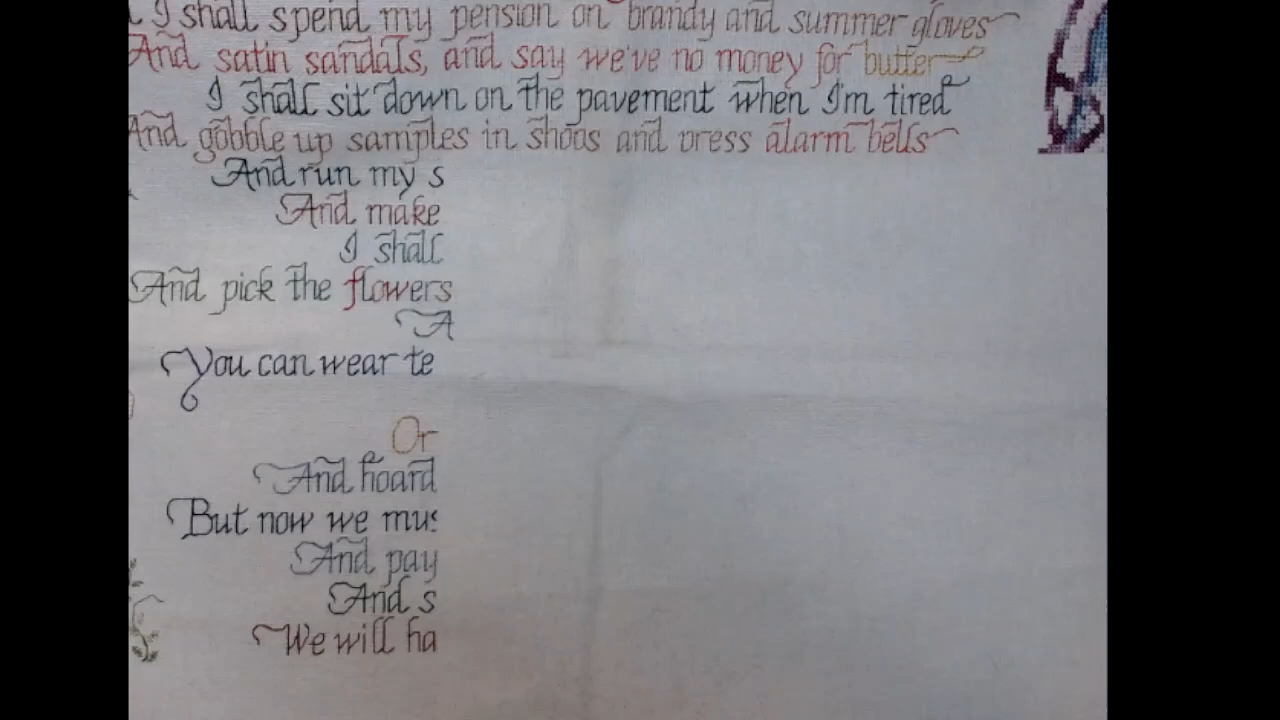 I shall spend my pension on brandy and summer gloves
And satin sandals, and say we've no money for butter
I shall sit down on the pavement when I'm tired
And gobble up samples in shops and press alarm bells
And run my s
And make
I shall
And pick the flowers
A
You can wear te
Or
And hoard
But now we mus
And pay
And s
We will ha